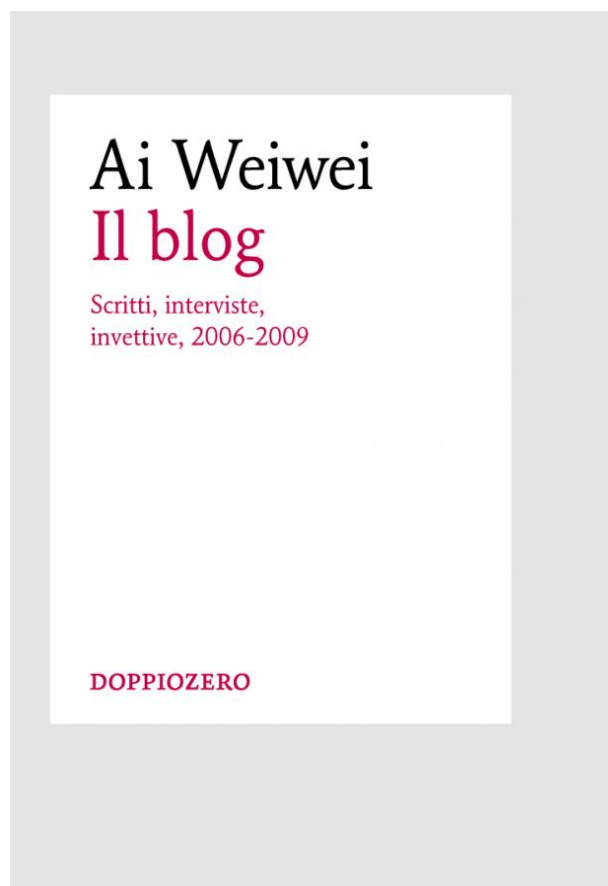 Ai Weiwei
Il blog
Scritti, interviste,
invettive, 2006-2009
DOPPIOZERO